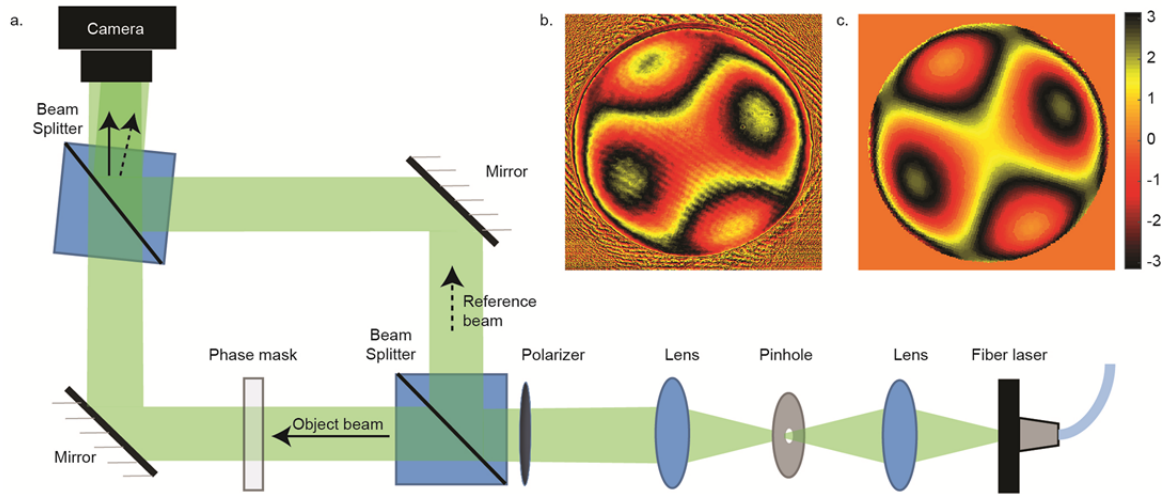 a.
Camera
Beam
Splitter
Mirror
Reference
beam
Phase mask
Beam
Splitter
Polarizer
Lens
Pinhole
Lens
Fiber laser
Object beam
Mirror
b.
c.
3
2
1
0
-1
-2
-3